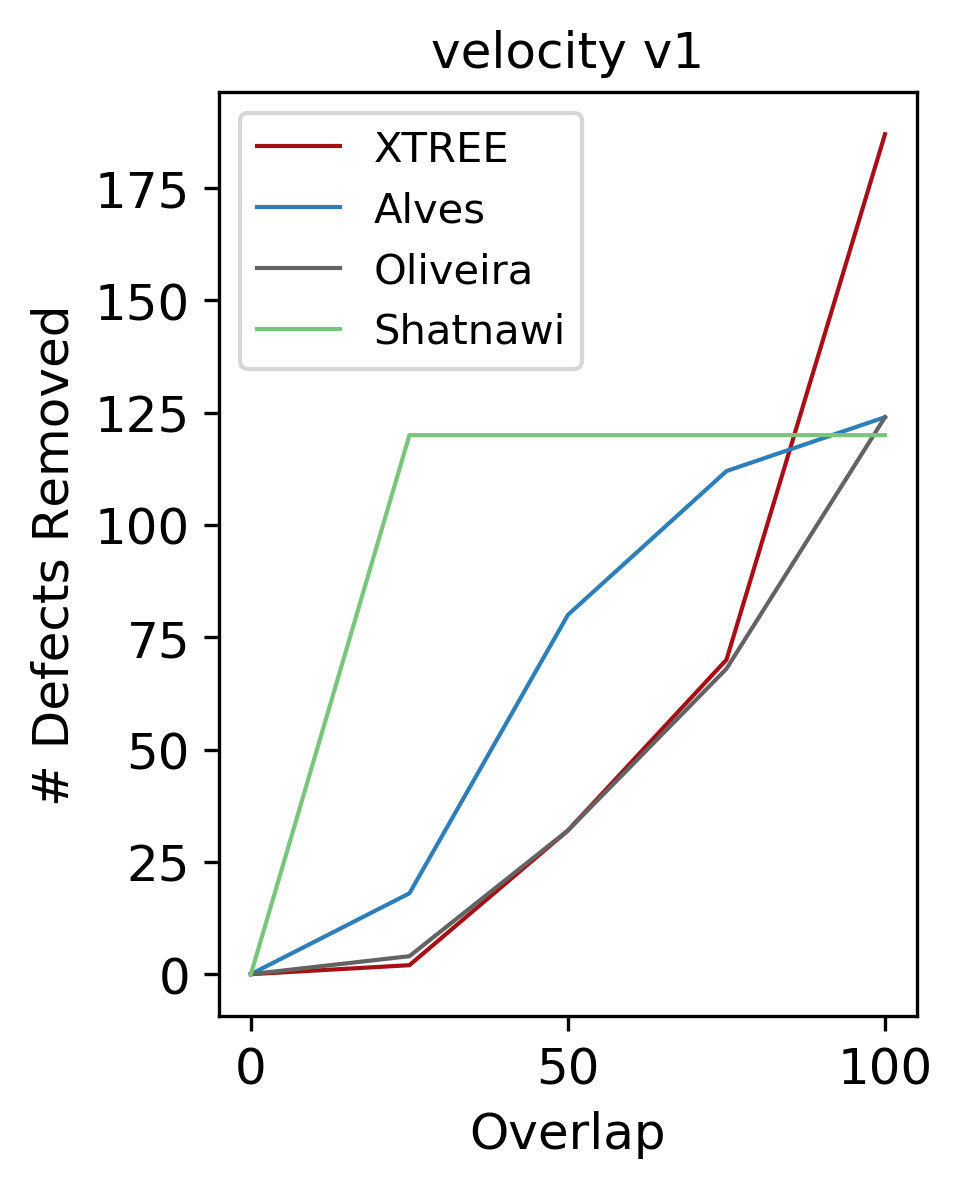 velocity v1
XTREE
Alves
Oliveira
Shatnawi
# Defects Removed
175
150
125
100
75
50
25
0
0 50 100
Overlap